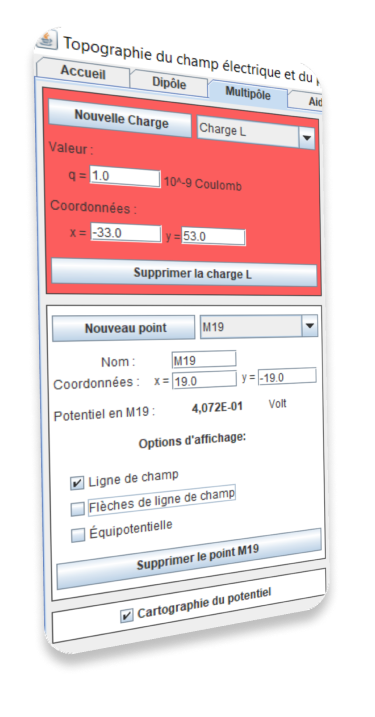 Topographie du champ électrique et du
Accueil Dipôle Multipôle Aid
Nouvelle Charge Charge L
Valeur :
q = 1.0 10^-9 Coulomb
Coordonnées :
x = -33.0 y = 53.0
Supprimer la charge L
Nouveau point M19
Nom : M19
Coordonnées : x = 19.0 y = -19.0
Potentiel en M19 : 4,072E-01 Volt
Options d'affichage:
Ligne de champ
Flèches de ligne de champ
Équipotentielle
Supprimer le point M19
Cartographie du potentiel